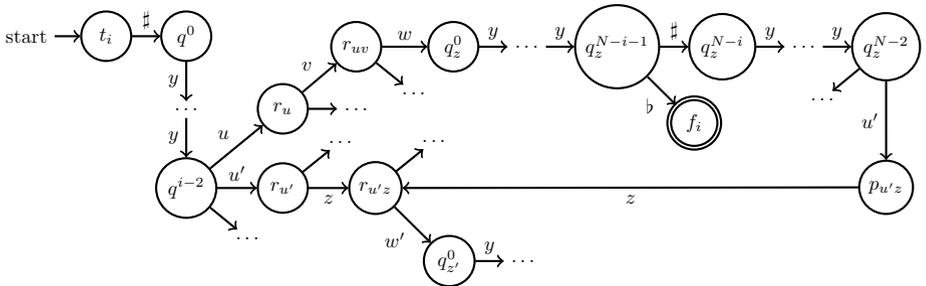 start t_i ♯ q^0
y
⋯
y
q^{i-2}
u r_u ⋯
v r_{uv} ⋯
w q_z^0 y ⋯ y q_z^{N-i-1} ♯ q_z^{N-i} y ⋯ y q_z^{N-2}
♭ f_i
⋯
u' p_{u'z}
u' r_{u'} ⋯
z r_{u'z} ⋯ z
⋯
w' q_{z'}^0 y ⋯